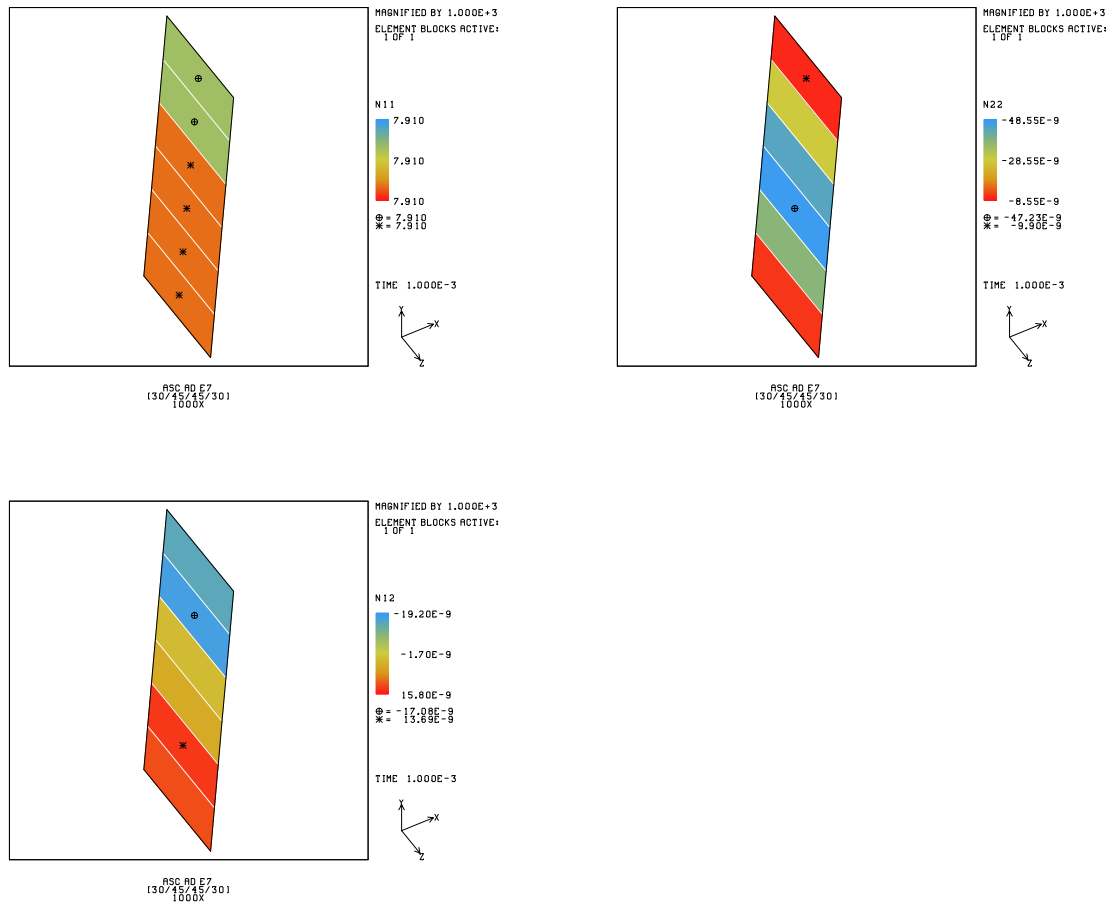 MAGNIFIED BY 1.000E+3
ELEMENT BLOCKS ACTIVE:
1 OF 1
N11
7.910
7.910
7.910
⊕= 7.910
✳= 7.910
TIME 1.000E-3
Y
X
Z
ASC AD E7
[30/45/45/30]
1000X
MAGNIFIED BY 1.000E+3
ELEMENT BLOCKS ACTIVE:
1 OF 1
N22
-48.55E-9
-28.55E-9
-8.55E-9
⊕= -47.23E-9
✳= -9.90E-9
TIME 1.000E-3
Y
X
Z
ASC AD E7
[30/45/45/30]
1000X
MAGNIFIED BY 1.000E+3
ELEMENT BLOCKS ACTIVE:
1 OF 1
N12
-19.20E-9
-1.70E-9
15.80E-9
⊕= -17.08E-9
✳= 13.69E-9
TIME 1.000E-3
Y
X
Z
ASC AD E7
[30/45/45/30]
1000X